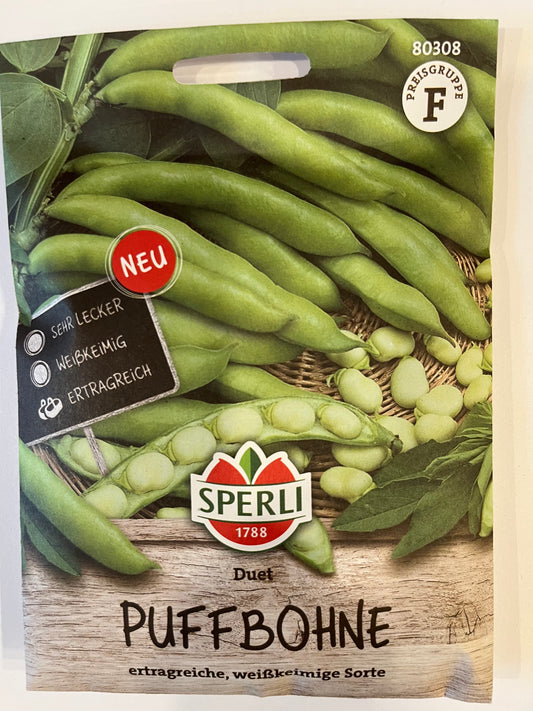 80308
PREISGRUPPE
F
NEU
SEHR LECKER
WEIßKEIMIG
ERTRAGREICH
SPERLI
1788
Duet
PUFFBOHNE
ertragreiche, weißkeimige Sorte